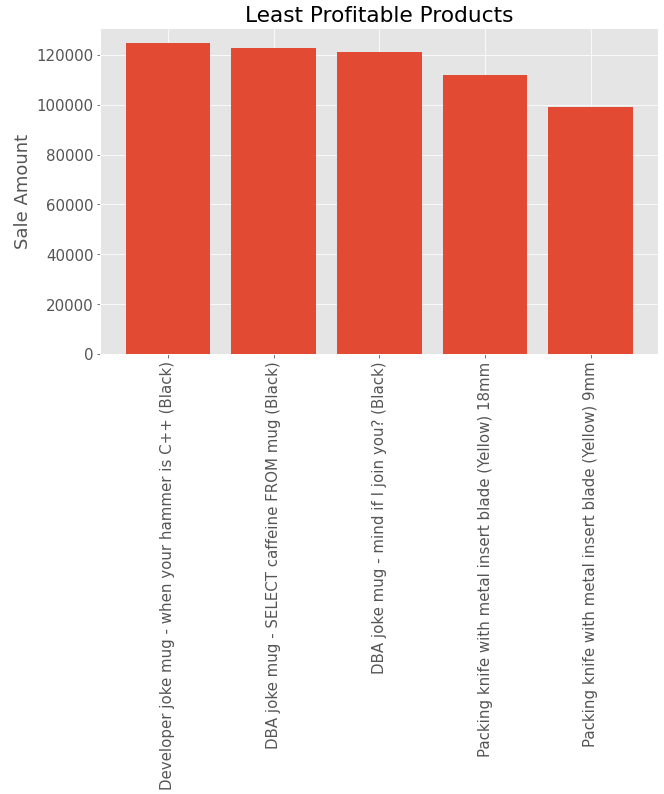 Least Profitable Products
Sale Amount
120000
100000
80000
60000
40000
20000
0
Developer joke mug - when your hammer is C++ (Black)
DBA joke mug - SELECT caffeine FROM mug (Black)
DBA joke mug - mind if I join you? (Black)
Packing knife with metal insert blade (Yellow) 18mm
Packing knife with metal insert blade (Yellow) 9mm